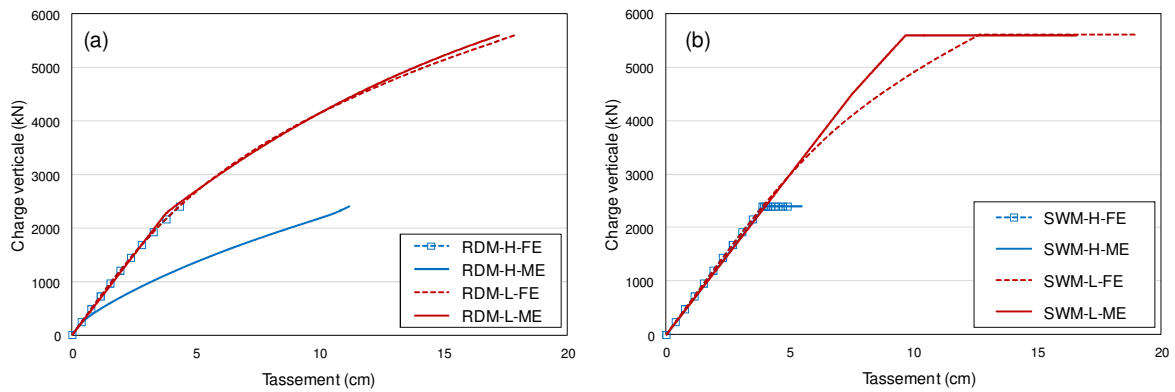 (a)
Charge verticale (kN)
6000
5000
4000
3000
2000
1000
0
0 5 10 15 20
Tassement (cm)
RDM-H-FE
RDM-H-ME
RDM-L-FE
RDM-L-ME
(b)
Charge verticale (kN)
6000
5000
4000
3000
2000
1000
0
0 5 10 15 20
Tassement (cm)
SWM-H-FE
SWM-H-ME
SWM-L-FE
SWM-L-ME